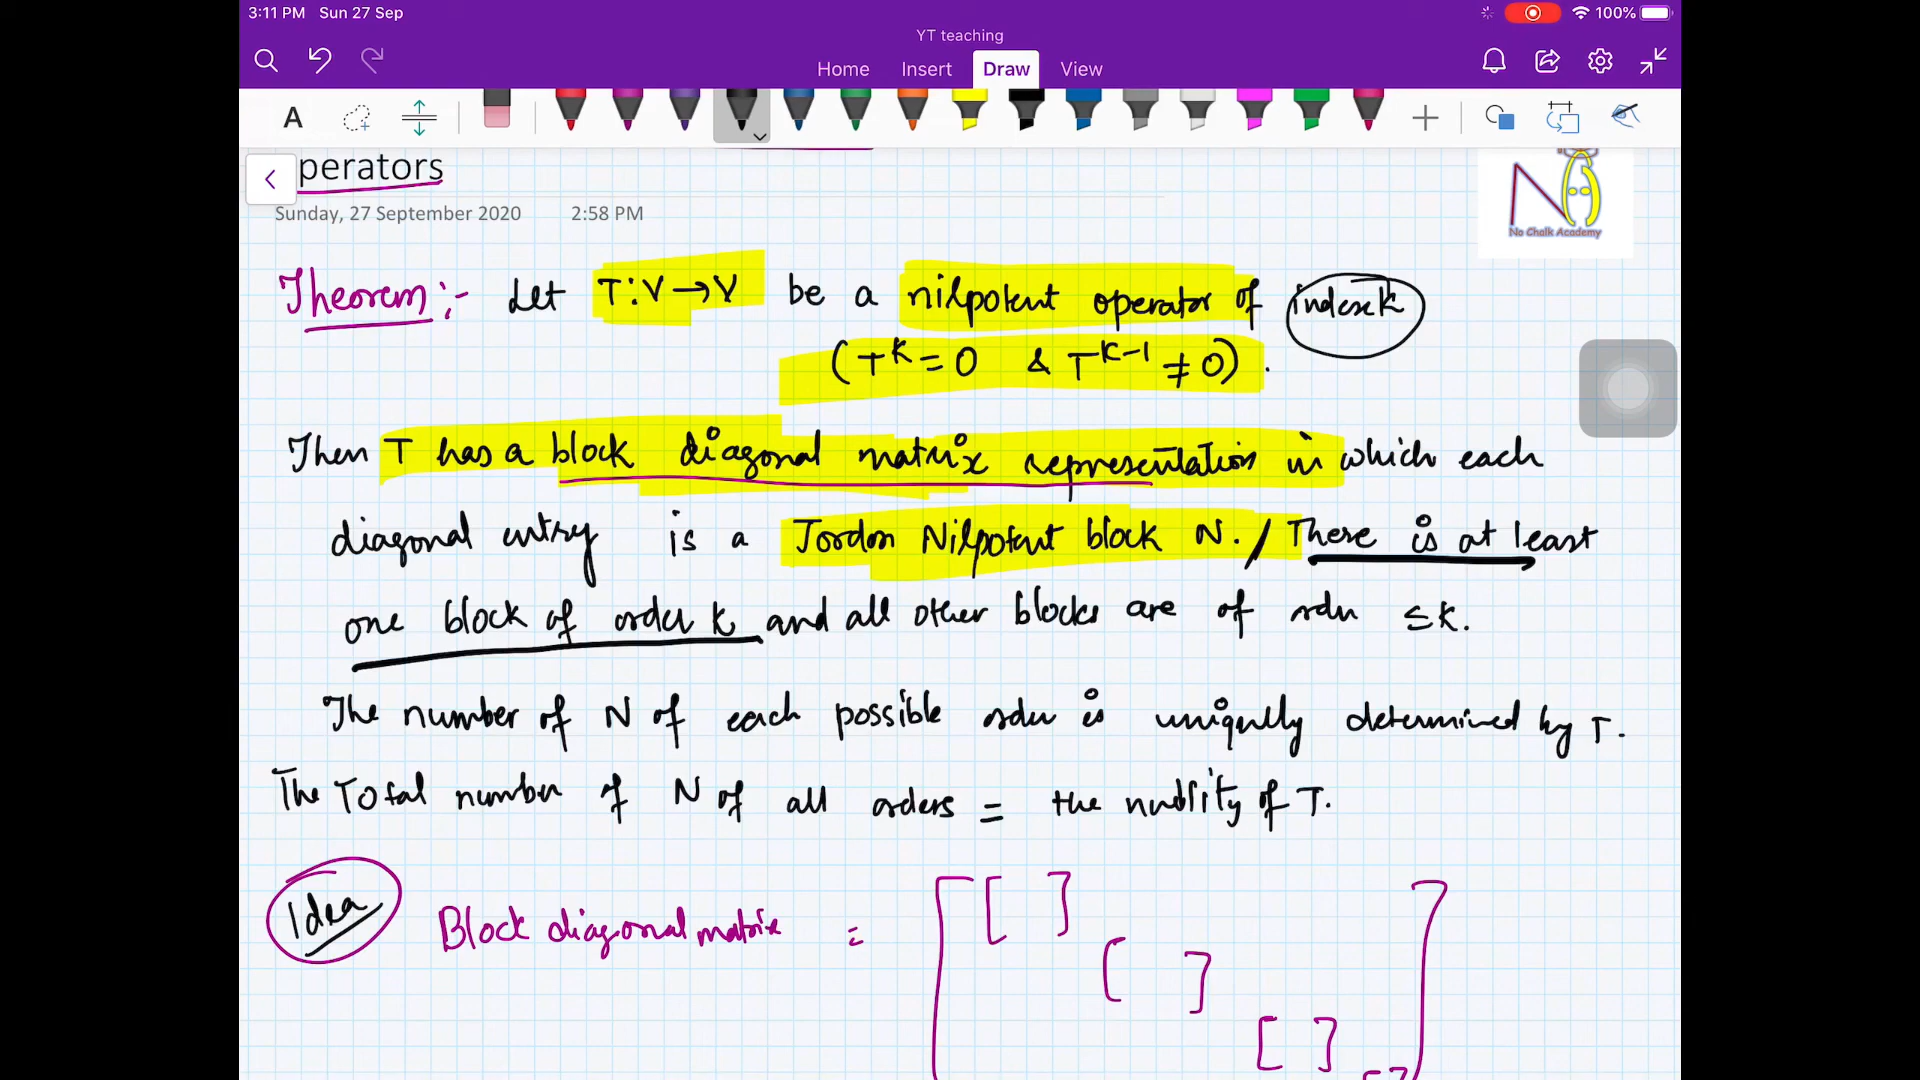 3:11 PM Sun 27 Sep
100%
YT teaching
Home Insert Draw View
A
perators
Sunday, 27 September 2020 2:58 PM
No Chalk Academy
Theorem :- Let T:V→V be a nilpotent operator of index k
(T^K = 0 & T^K-1 ≠ 0).
Then T has a block diagonal matrix representation in which each
diagonal entry is a Jordon Nilpotent block N. / There is at least
one block of order k and all other blocks are of order ≤ k.
The number of N of each possible order is uniquely determined by T.
The Total number of N of all orders = the nullity of T.
Idea Block diagonal matrix =